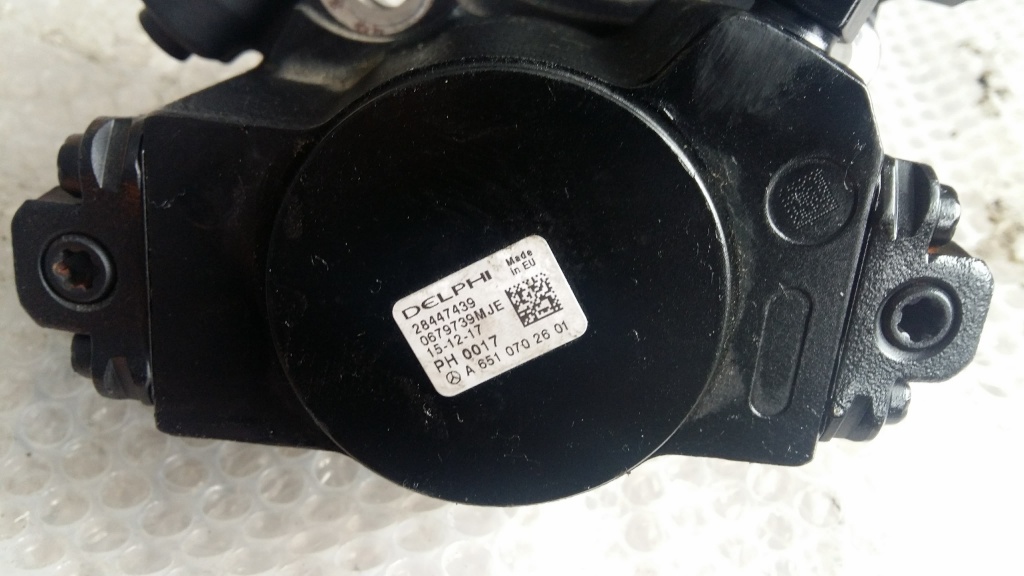 DELPHI Made in EU
28447439
0679739MJE
15-12-17
PH 0017
A 651 070 26 01